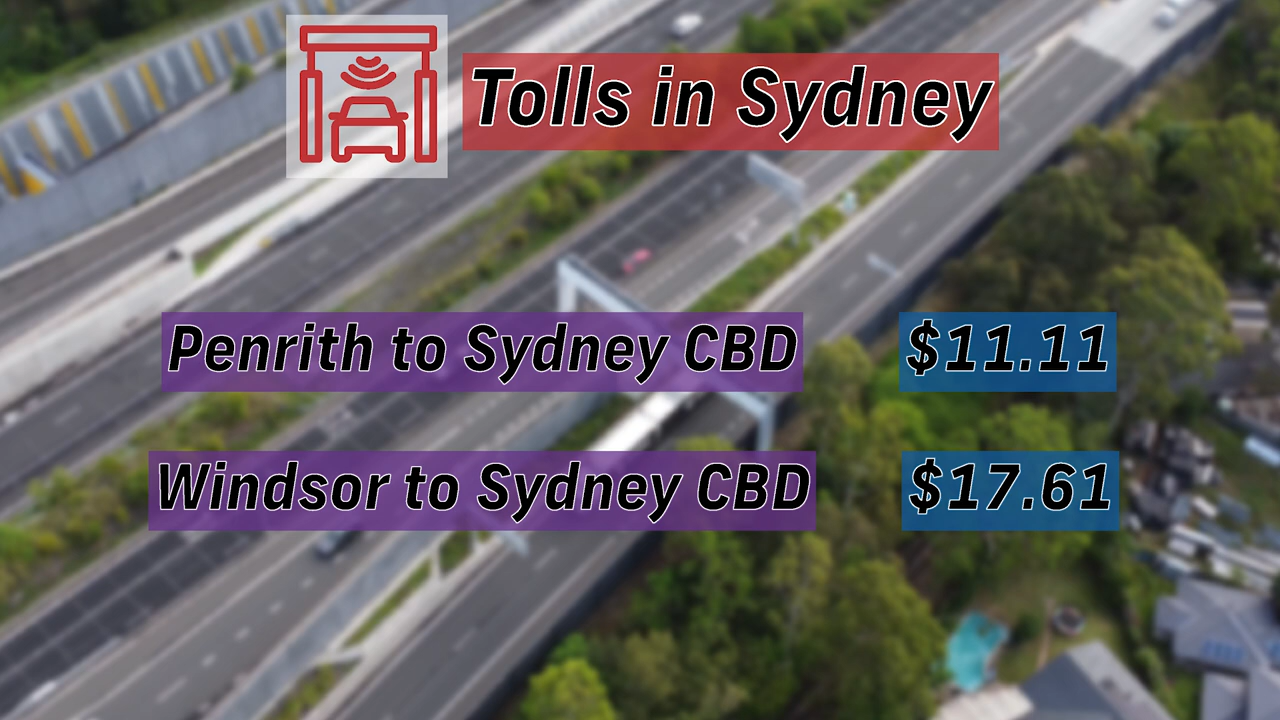 Tolls in Sydney
Penrith to Sydney CBD $11.11
Windsor to Sydney CBD $17.61